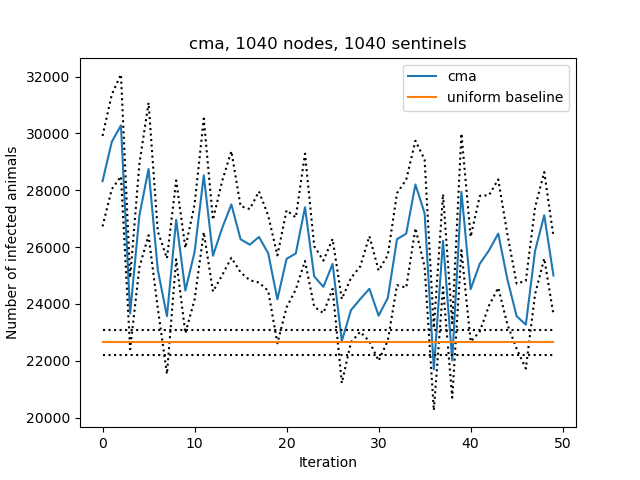 cma, 1040 nodes, 1040 sentinels
cma
uniform baseline
Number of infected animals
32000
30000
28000
26000
24000
22000
20000
0 10 20 30 40 50
Iteration